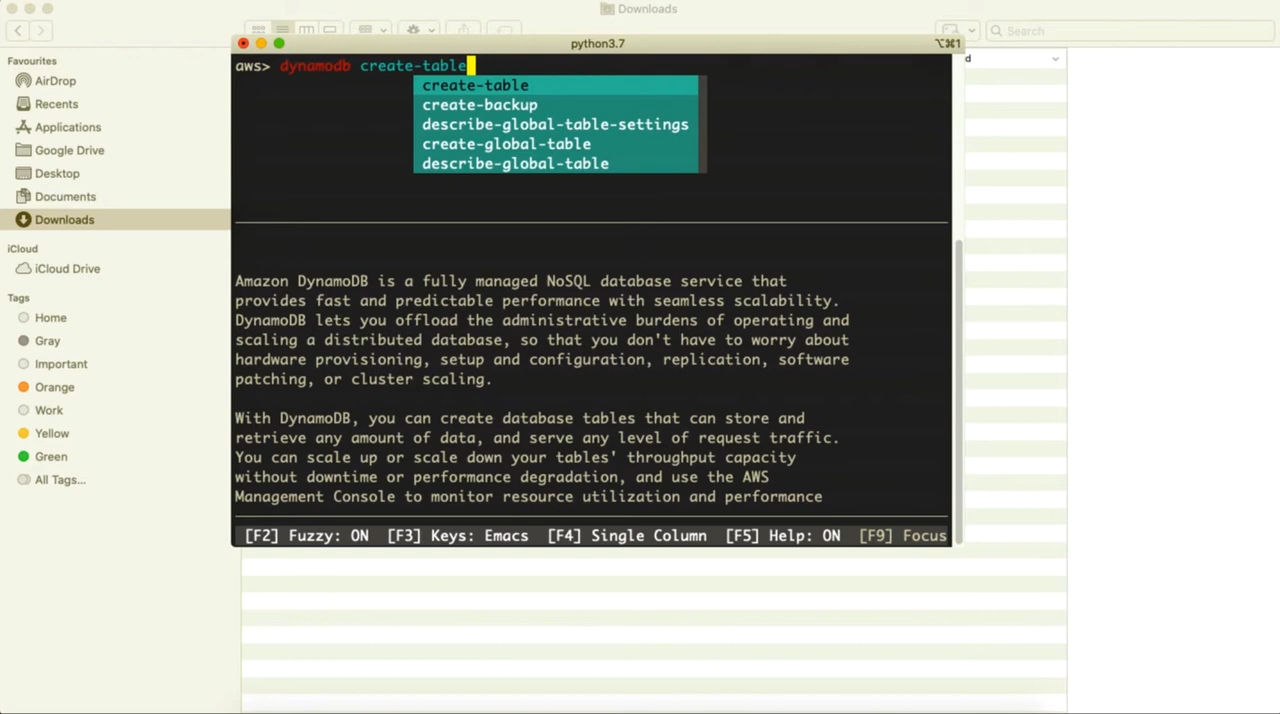 Downloads
Search
Favourites
AirDrop
Recents
Applications
Google Drive
Desktop
Documents
Downloads
iCloud
iCloud Drive
Tags
Home
Gray
Important
Orange
Work
Yellow
Green
All Tags...
d
python3.7
⌥⌘1
aws> dynamodb create-table
create-table
create-backup
describe-global-table-settings
create-global-table
describe-global-table
Amazon DynamoDB is a fully managed NoSQL database service that
provides fast and predictable performance with seamless scalability.
DynamoDB lets you offload the administrative burdens of operating and
scaling a distributed database, so that you don't have to worry about
hardware provisioning, setup and configuration, replication, software
patching, or cluster scaling.
With DynamoDB, you can create database tables that can store and
retrieve any amount of data, and serve any level of request traffic.
You can scale up or scale down your tables' throughput capacity
without downtime or performance degradation, and use the AWS
Management Console to monitor resource utilization and performance
[F2] Fuzzy: ON [F3] Keys: Emacs [F4] Single Column [F5] Help: ON [F9] Focus